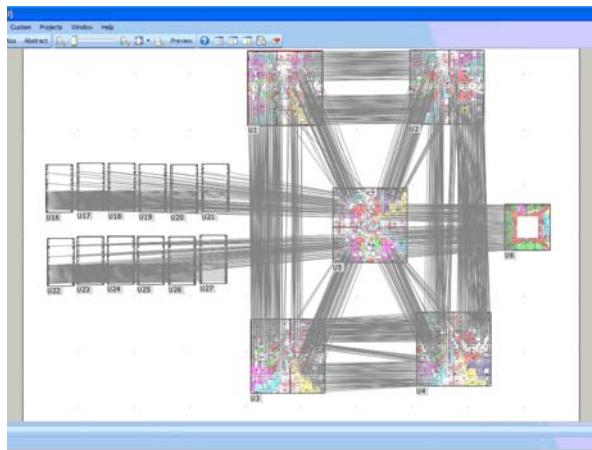 Custom Projects Window Help
Abstract Preview
U1 U2
U16 U17 U18 U19 U20 U21
U5 U6
U22 U23 U24 U25 U26 U27
U3 U4